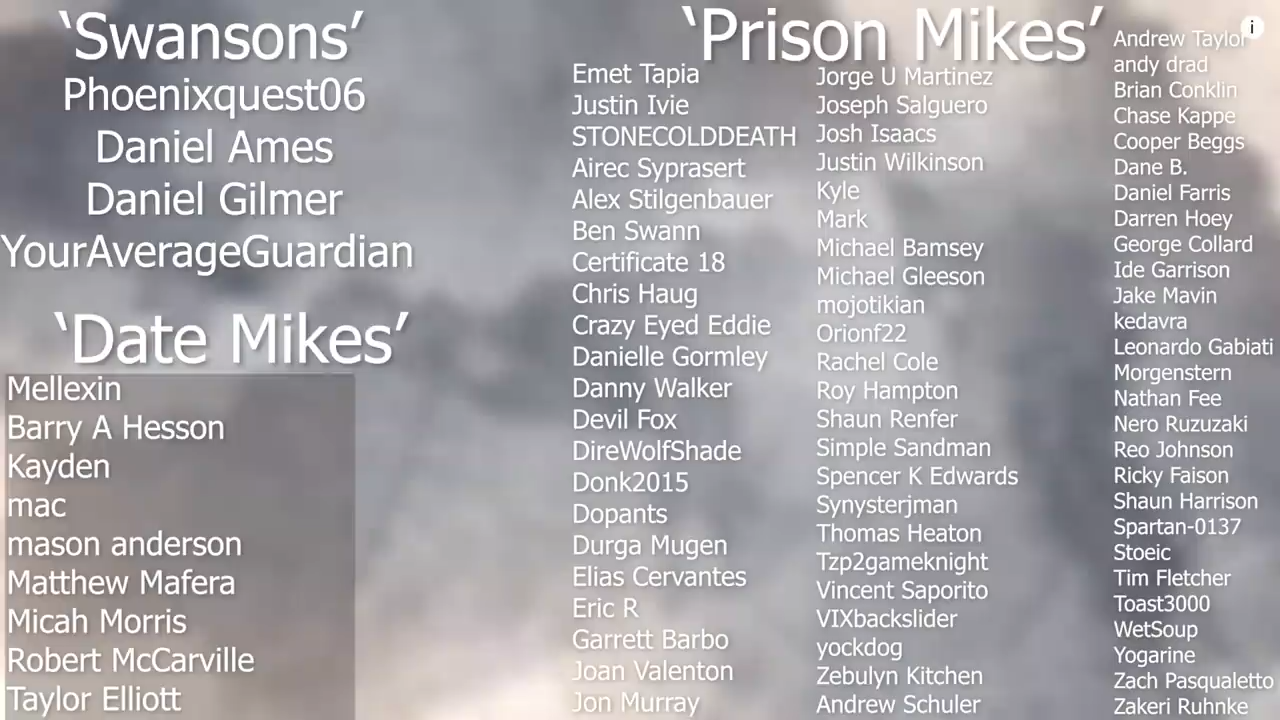 ‘Swansons’
Phoenixquest06
Daniel Ames
Daniel Gilmer
YourAverageGuardian
‘Date Mikes’
Mellexin
Barry A Hesson
Kayden
mac
mason anderson
Matthew Mafera
Micah Morris
Robert McCarville
Taylor Elliott
‘Prison Mikes’
Emet Tapia
Justin Ivie
STONECOLDDEATH
Airec Syprasert
Alex Stilgenbauer
Ben Swann
Certificate 18
Chris Haug
Crazy Eyed Eddie
Danielle Gormley
Danny Walker
Devil Fox
DireWolfShade
Donk2015
Dopants
Durga Mugen
Elias Cervantes
Eric R
Garrett Barbo
Joan Valenton
Jon Murray
Jorge U Martinez
Joseph Salguero
Josh Isaacs
Justin Wilkinson
Kyle
Mark
Michael Bamsey
Michael Gleeson
mojotikian
Orionf22
Rachel Cole
Roy Hampton
Shaun Renfer
Simple Sandman
Spencer K Edwards
Synysterjman
Thomas Heaton
Tzp2gameknight
Vincent Saporito
VIXbackslider
yockdog
Zebulyn Kitchen
Andrew Schuler
Andrew Taylor
andy drad
Brian Conklin
Chase Kappe
Cooper Beggs
Dane B.
Daniel Farris
Darren Hoey
George Collard
Ide Garrison
Jake Mavin
kedavra
Leonardo Gabiati
Morgenstern
Nathan Fee
Nero Ruzuzaki
Reo Johnson
Ricky Faison
Shaun Harrison
Spartan-0137
Stoeic
Tim Fletcher
Toast3000
WetSoup
Yogarine
Zach Pasqualetto
Zakeri Ruhnke